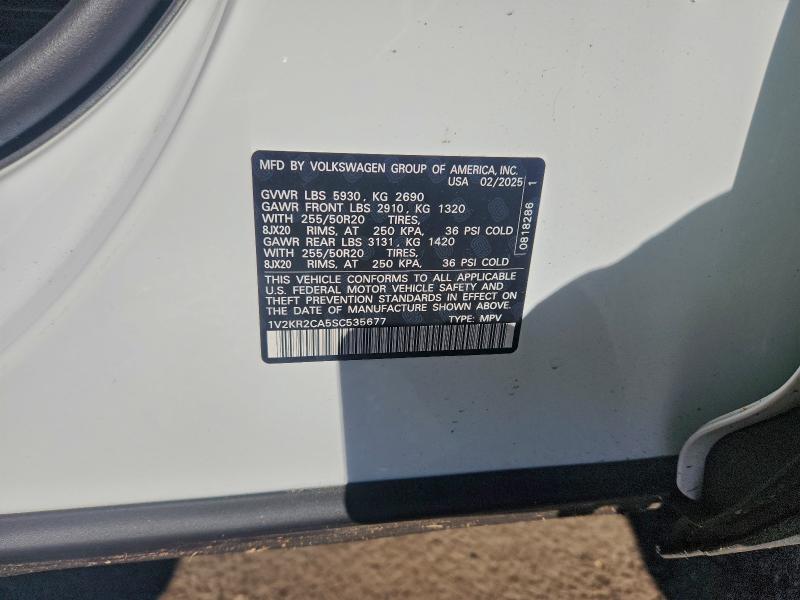 MFD BY VOLKSWAGEN GROUP OF AMERICA, INC.
USA 02/2025
GVWR LBS 5930, KG 2690
GAWR FRONT LBS 2910, KG 1320
WITH 255/50R20 TIRES,
8JX20 RIMS, AT 250 KPA, 36 PSI COLD
GAWR REAR LBS 3131, KG 1420
WITH 255/50R20 TIRES,
8JX20 RIMS, AT 250 KPA, 36 PSI COLD
THIS VEHICLE CONFORMS TO ALL APPLICABLE
U.S. FEDERAL MOTOR VEHICLE SAFETY AND
THEFT PREVENTION STANDARDS IN EFFECT ON
THE DATE OF MANUFACTURE SHOWN ABOVE.
1V2KR2CA5SC535677 TYPE: MPV
0818286 1